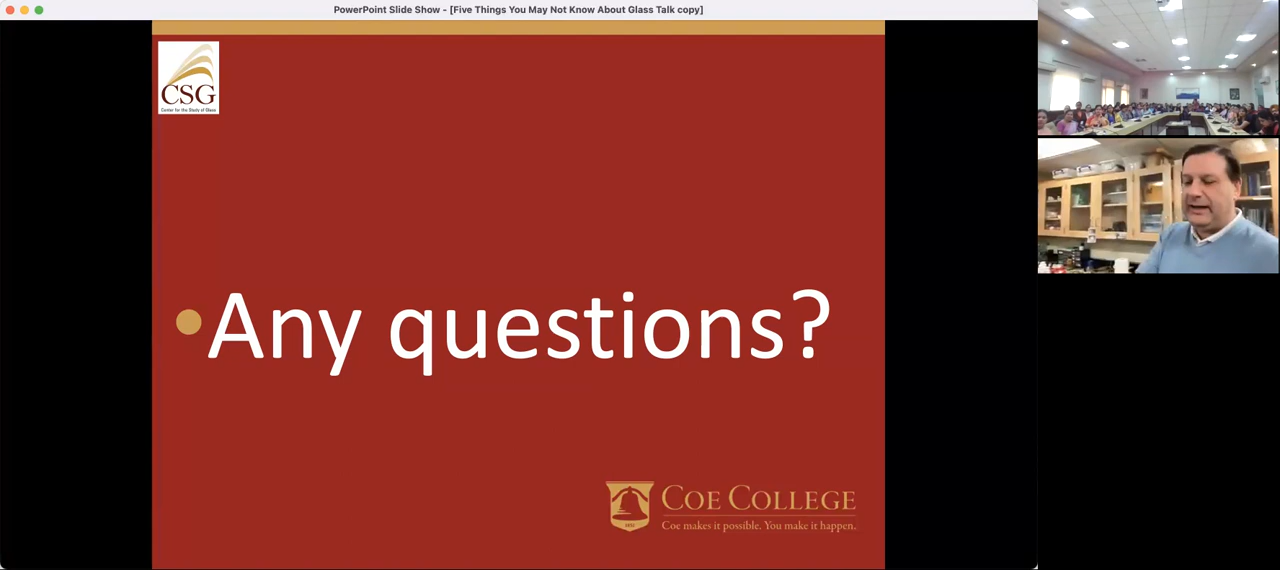 PowerPoint Slide Show - [Five Things You May Not Know About Glass Talk copy]
CSG
Center for the Study of Glass
•Any questions?
1851
COE COLLEGE
Coe makes it possible. You make it happen.